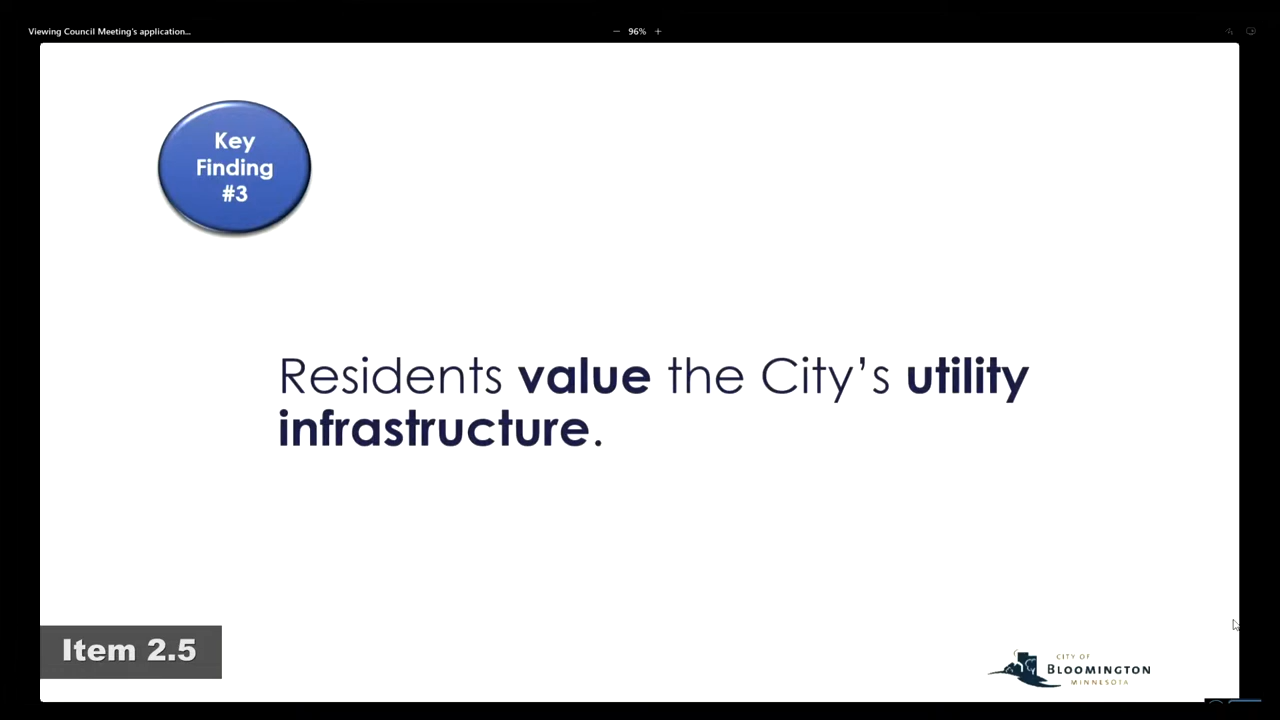 Viewing Council Meeting's application...
− 96% +
Key
Finding
#3
Residents value the City’s utility
infrastructure.
Item 2.5
CITY OF
BLOOMINGTON
MINNESOTA